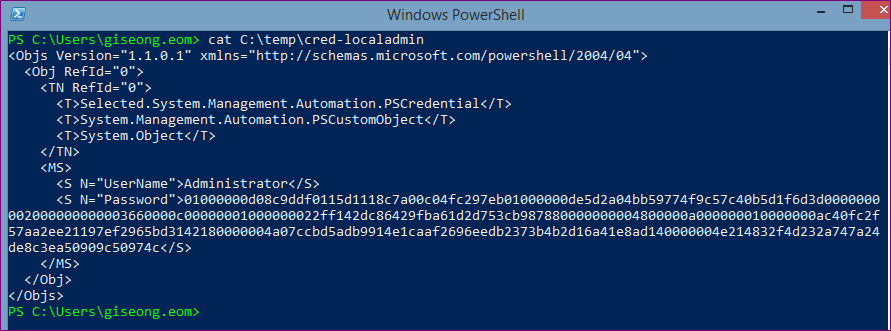 Windows PowerShell
PS C:\Users\giseong.eom> cat C:\temp\cred-localadmin
<Objs Version="1.1.0.1" xmlns="http://schemas.microsoft.com/powershell/2004/04">
  <Obj RefId="0">
    <TN RefId="0">
      <T>Selected.System.Management.Automation.PSCredential</T>
      <T>System.Management.Automation.PSCustomObject</T>
      <T>System.Object</T>
    </TN>
    <MS>
      <S N="UserName">Administrator</S>
      <S N="Password">01000000d08c9ddf0115d1118c7a00c04fc297eb01000000de5d2a04bb59774f9c57c40b5d1f6d3d0000000
002000000000003660000c00000001000000022ff142dc86429fba61d2d753cb987880000000004800000a000000010000000ac40fc2f
57aa2ee21197ef2965bd3142180000004a07ccbd5adb9914e1caaf2696eedb2373b4b2d16a41e8ad140000004e214832f4d232a747a24
de8c3ea50909c50974c</S>
    </MS>
  </Obj>
</Objs>
PS C:\Users\giseong.eom>